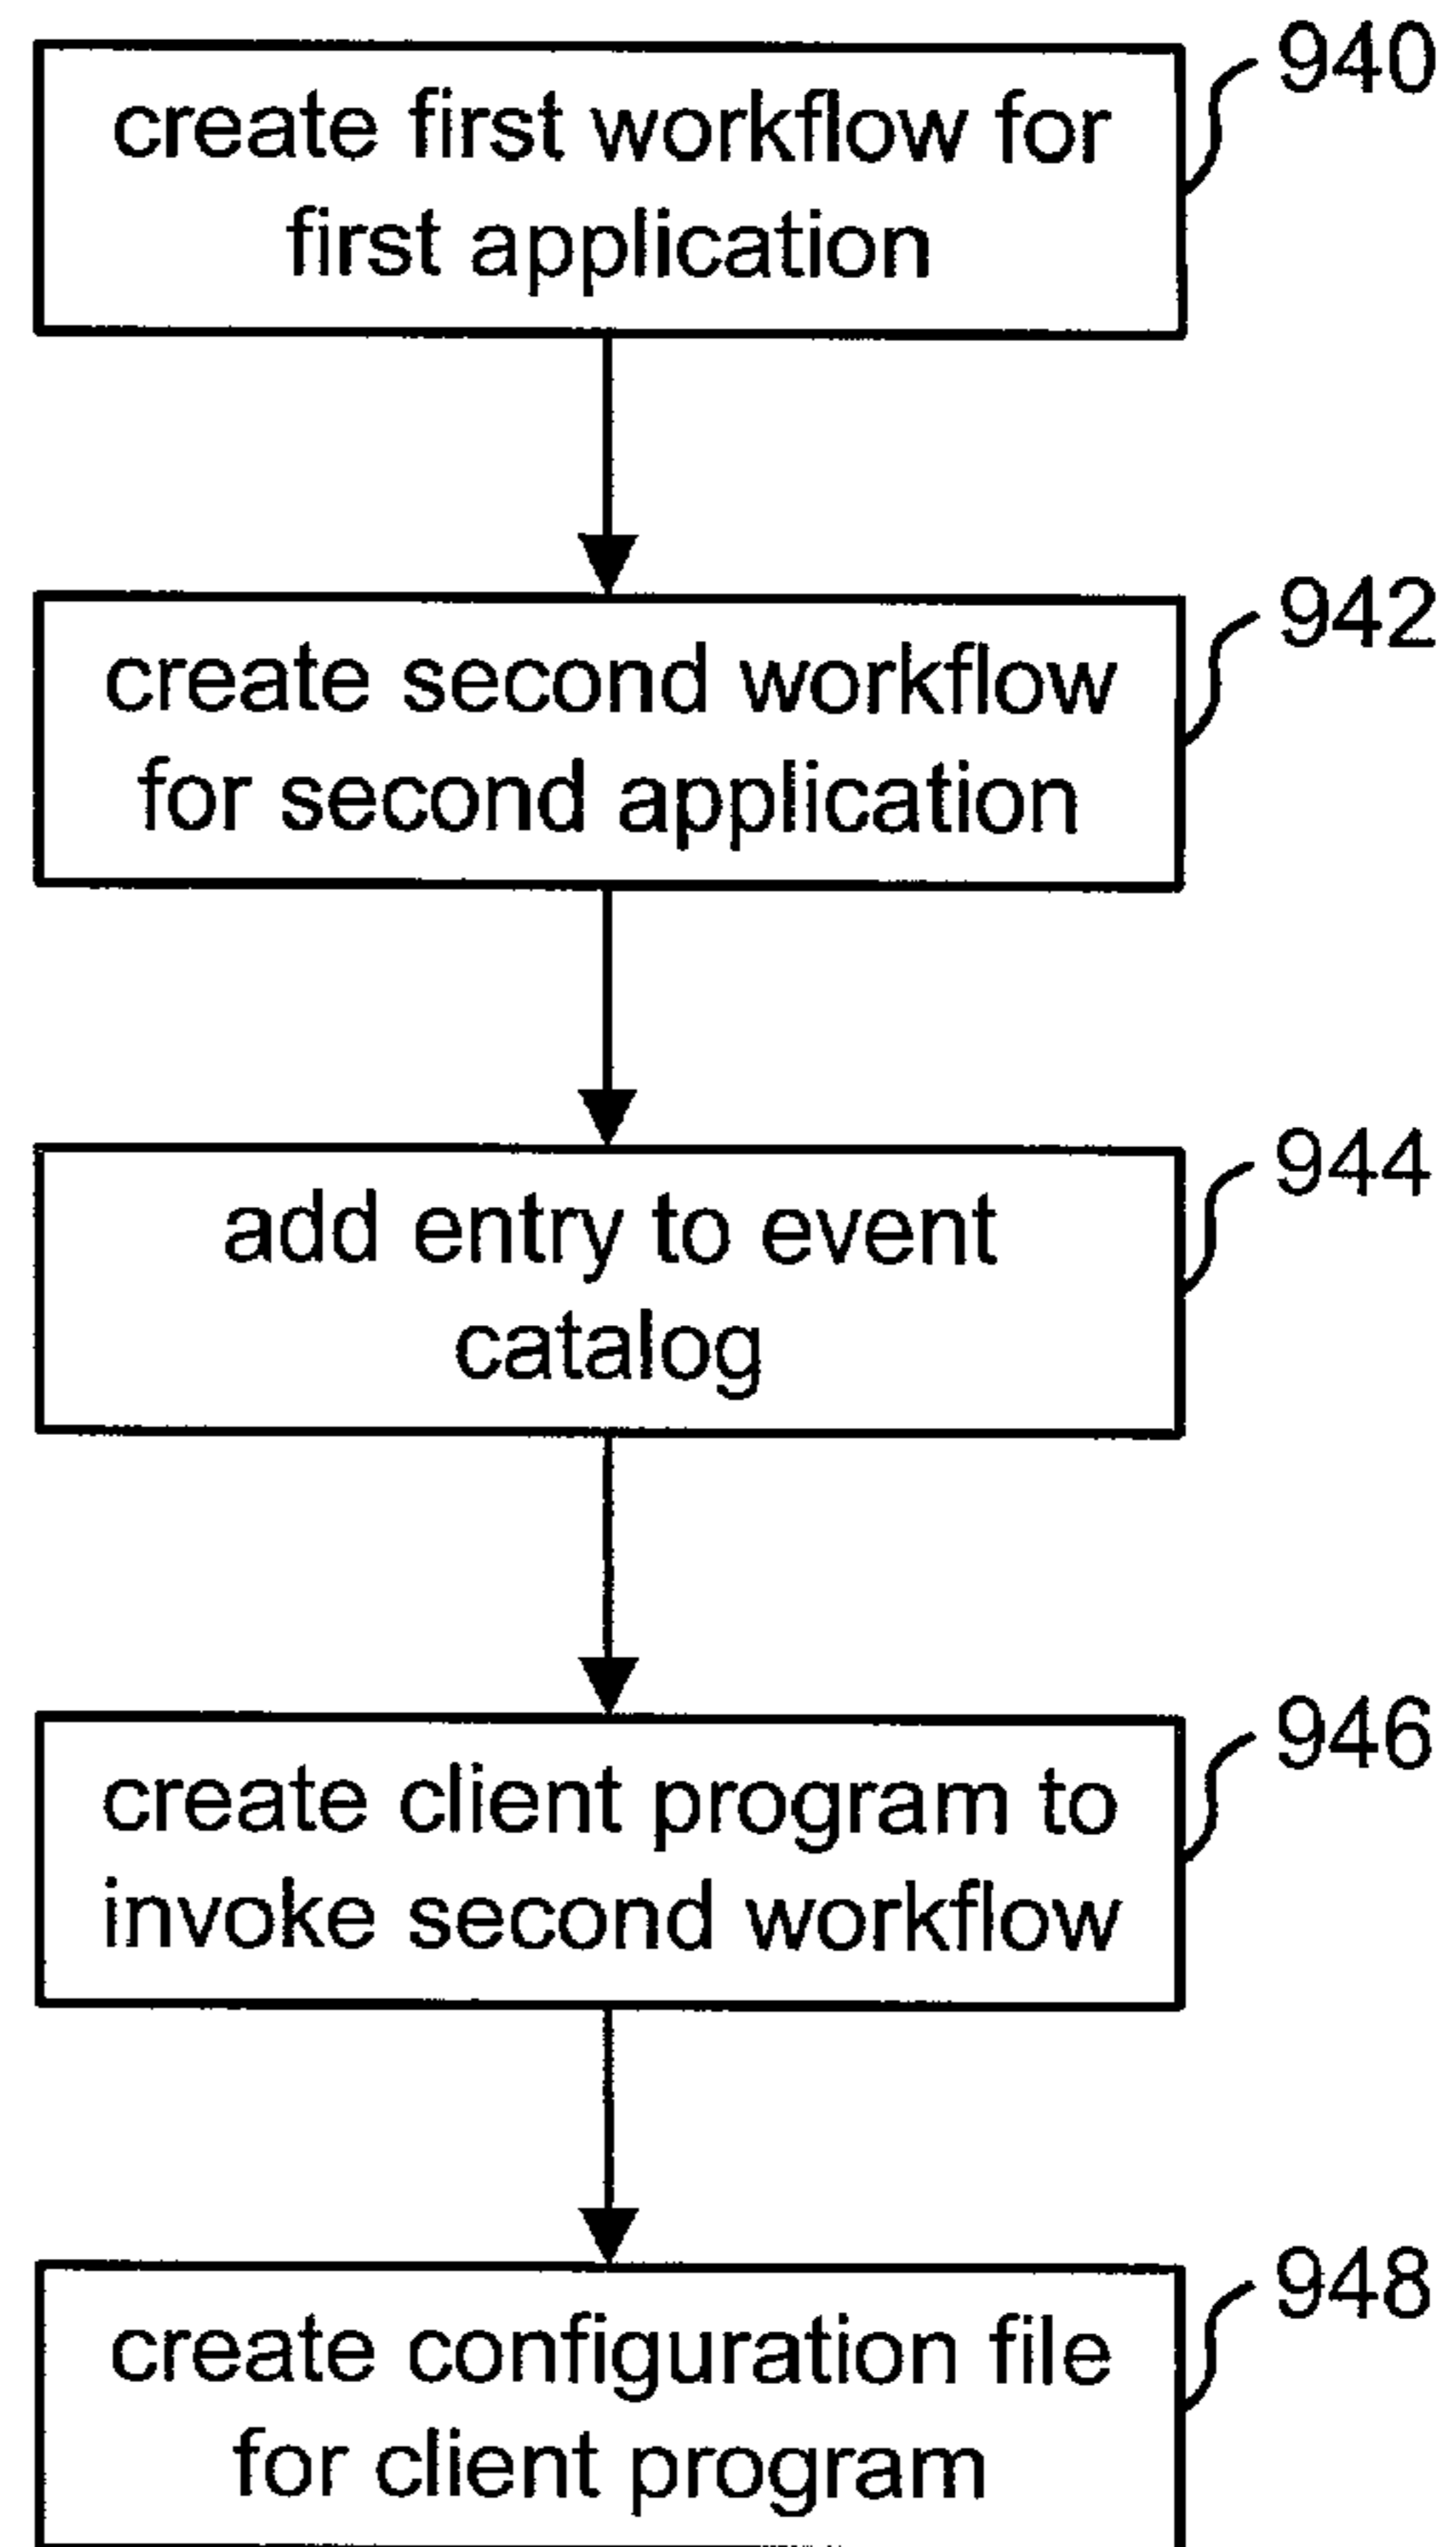 940
create first workflow for
first application
942
create second workflow
for second application
944
add entry to event
catalog
946
create client program to
invoke second workflow
948
create configuration file
for client program